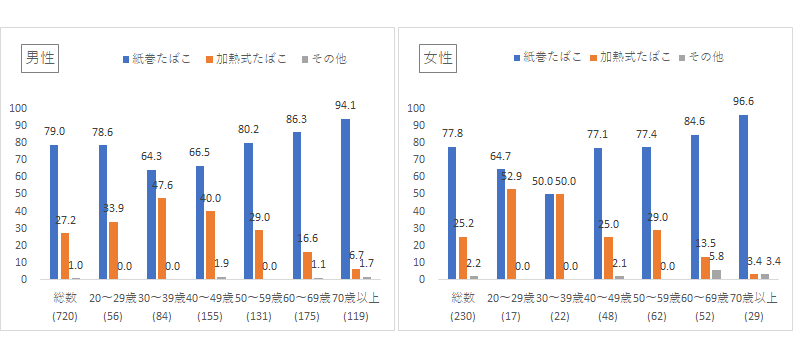 男性
紙巻たばこ 加熱式たばこ その他
100
90
80
70
60
50
40
30
20
10
0
79.0 27.2 1.0
78.6 33.9 0.0
64.3 47.6 0.0
66.5 40.0 1.9
80.2 29.0 0.0
86.3 16.6 1.1
94.1 6.7 1.7
総数 20～29歳 30～39歳 40～49歳 50～59歳 60～69歳 70歳以上
(720) (56) (84) (155) (131) (175) (119)
女性
紙巻たばこ 加熱式たばこ その他
100
90
80
70
60
50
40
30
20
10
0
77.8 25.2 2.2
64.7 52.9 0.0
50.0 50.0 0.0
77.1 25.0 2.1
77.4 29.0 0.0
84.6 13.5 5.8
96.6 3.4 3.4
総数 20～29歳 30～39歳 40～49歳 50～59歳 60～69歳 70歳以上
(230) (17) (22) (48) (62) (52) (29)